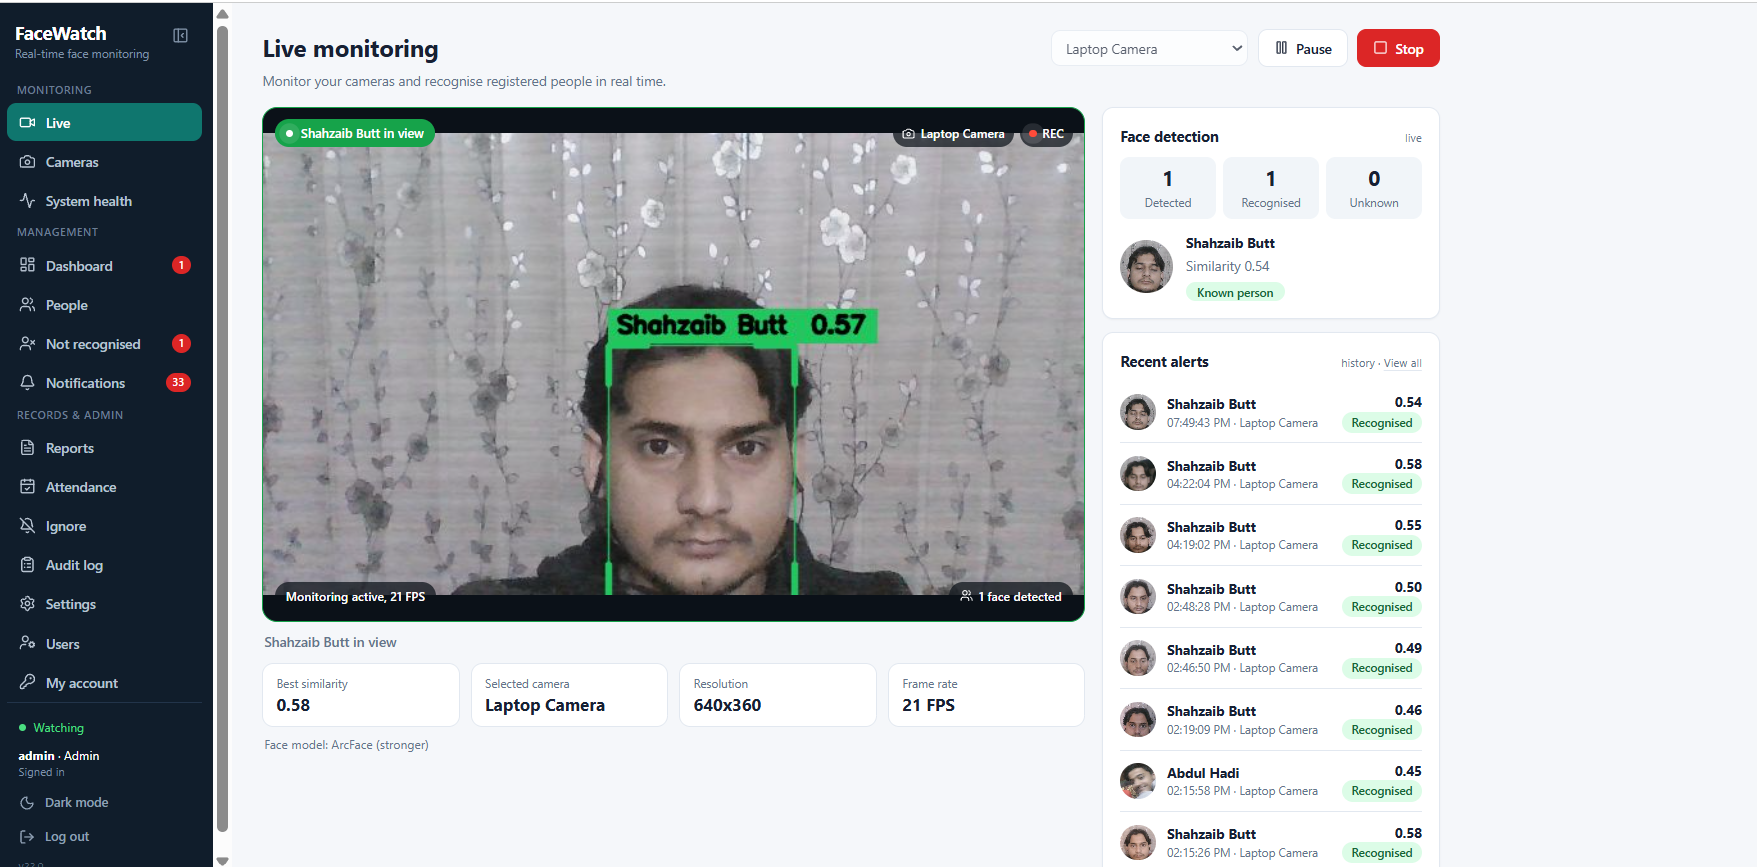 FaceWatch
Real-time face monitoring
MONITORING
Live
Cameras
System health
MANAGEMENT
Dashboard 1
People
Not recognised 1
Notifications 33
RECORDS & ADMIN
Reports
Attendance
Ignore
Audit log
Settings
Users
My account
Watching
admin · Admin
Signed in
Dark mode
Log out
Live monitoring
Monitor your cameras and recognise registered people in real time.
Laptop Camera
Pause
Stop
Shahzaib Butt in view
Laptop Camera
REC
Shahzaib Butt 0.57
Monitoring active, 21 FPS
1 face detected
Shahzaib Butt in view
Best similarity
0.58
Selected camera
Laptop Camera
Resolution
640x360
Frame rate
21 FPS
Face model: ArcFace (stronger)
Face detection live
1
Detected
1
Recognised
0
Unknown
Shahzaib Butt
Similarity 0.54
Known person
Recent alerts history · View all
Shahzaib Butt 0.54
07:49:43 PM · Laptop Camera Recognised
Shahzaib Butt 0.58
04:22:04 PM · Laptop Camera Recognised
Shahzaib Butt 0.55
04:19:02 PM · Laptop Camera Recognised
Shahzaib Butt 0.50
02:48:28 PM · Laptop Camera Recognised
Shahzaib Butt 0.49
02:46:50 PM · Laptop Camera Recognised
Shahzaib Butt 0.46
02:19:09 PM · Laptop Camera Recognised
Abdul Hadi 0.45
02:15:58 PM · Laptop Camera Recognised
Shahzaib Butt 0.58
02:15:26 PM · Laptop Camera Recognised